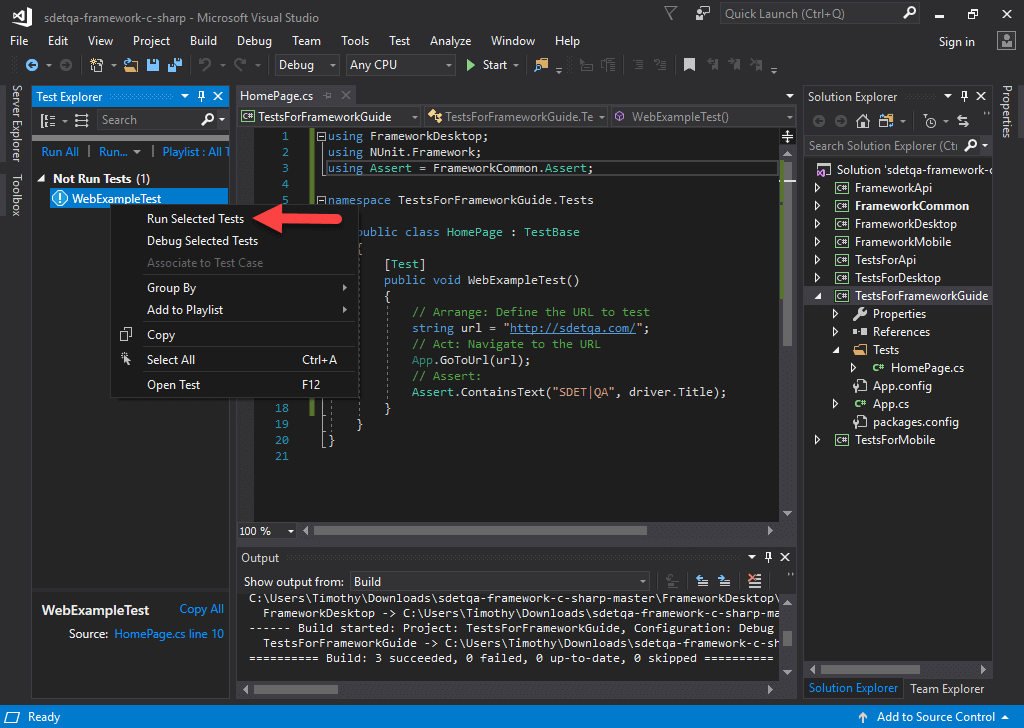 sdetqa-framework-c-sharp - Microsoft Visual Studio
Quick Launch (Ctrl+Q)
File Edit View Project Build Debug Team Tools Test Analyze Window Help
Sign in
Debug Any CPU Start
Server Explorer
Toolbox
Test Explorer
Search
Run All | Run... Playlist : All T
Not Run Tests (1)
WebExampleTest
Run Selected Tests
Debug Selected Tests
Associate to Test Case
Group By
Add to Playlist
Copy
Select All Ctrl+A
Open Test F12
WebExampleTest Copy All
Source: HomePage.cs line 10
HomePage.cs
TestsForFrameworkGuide TestsForFrameworkGuide.Te WebExampleTest()
1 using FrameworkDesktop;
2 using NUnit.Framework;
3 using Assert = FrameworkCommon.Assert;
4
5 namespace TestsForFrameworkGuide.Tests
public class HomePage : TestBase
{
[Test]
public void WebExampleTest()
{
// Arrange: Define the URL to test
string url = "http://sdetqa.com/";
// Act: Navigate to the URL
App.GoToUrl(url);
// Assert:
Assert.ContainsText("SDET|QA", driver.Title);
18 }
19 }
20 }
21
100 %
Output
Show output from: Build
C:\Users\Timothy\Downloads\sdetqa-framework-c-sharp-master\FrameworkDesktop\
FrameworkDesktop -> C:\Users\Timothy\Downloads\sdetqa-framework-c-sharp-ma
------ Build started: Project: TestsForFrameworkGuide, Configuration: Debug
TestsForFrameworkGuide -> C:\Users\Timothy\Downloads\sdetqa-framework-c-sh
========== Build: 3 succeeded, 0 failed, 0 up-to-date, 0 skipped ==========
Solution Explorer
Search Solution Explorer (Ctrl
Solution 'sdetqa-framework-c
C# FrameworkApi
C# FrameworkCommon
C# FrameworkDesktop
C# FrameworkMobile
C# TestsForApi
C# TestsForDesktop
C# TestsForFrameworkGuide
Properties
References
Tests
C# HomePage.cs
App.config
C# App.cs
packages.config
C# TestsForMobile
Solution Explorer Team Explorer
Properties
Ready
Add to Source Control